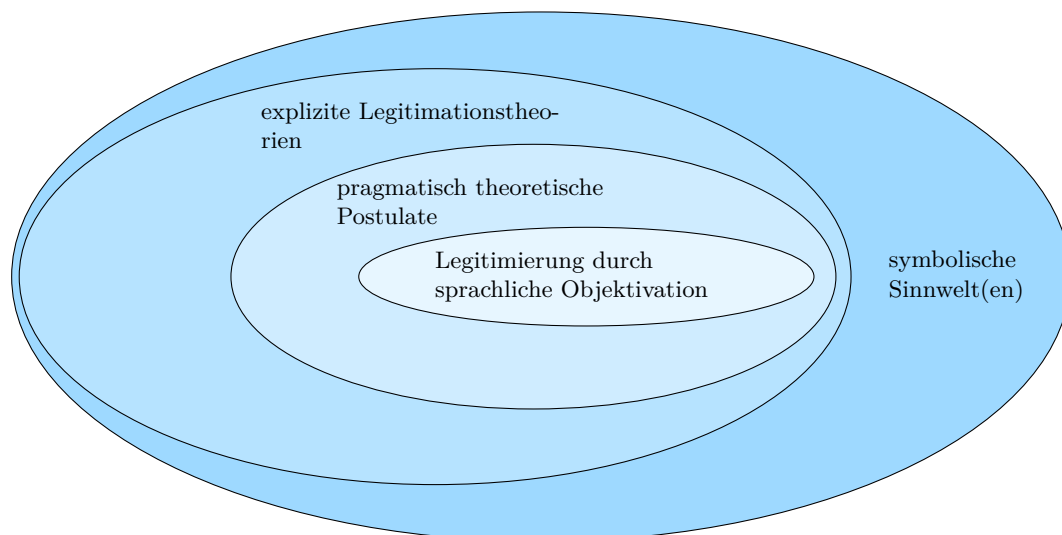 explizite Legitimationstheo-
rien
pragmatisch theoretische
Postulate
Legitimierung durch
sprachliche Objektivation
symbolische
Sinnwelt(en)